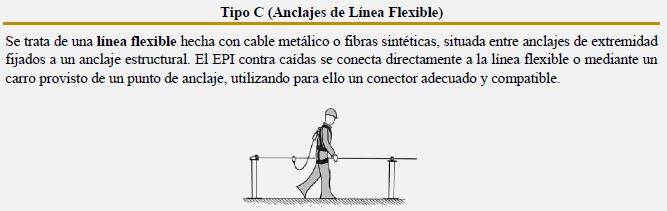 Tipo C (Anclajes de Línea Flexible)
Se trata de una línea flexible hecha con cable metálico o fibras sintéticas, situada entre anclajes de extremidad
fijados a un anclaje estructural. El EPI contra caídas se conecta directamente a la línea flexible o mediante un
carro provisto de un punto de anclaje, utilizando para ello un conector adecuado y compatible.